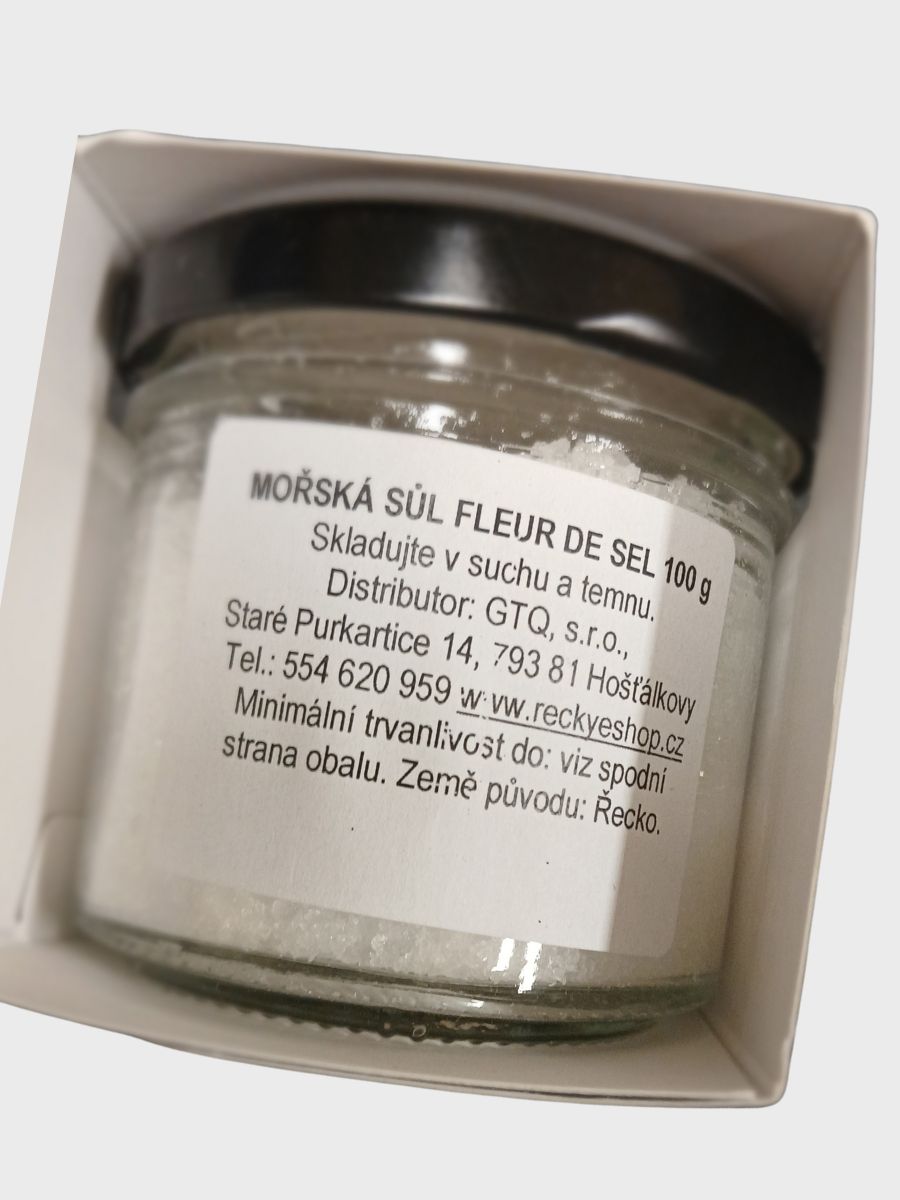 MOŘSKÁ SŮL FLEUR DE SEL 100 g
Skladujte v suchu a temnu.
Distributor: GTQ, s.r.o.,
Staré Purkartice 14, 793 81 Hošťálkovy
Tel.: 554 620 959 www.reckyeshop.cz
Minimální trvanlivost do: viz spodní
strana obalu. Země původu: Řecko.